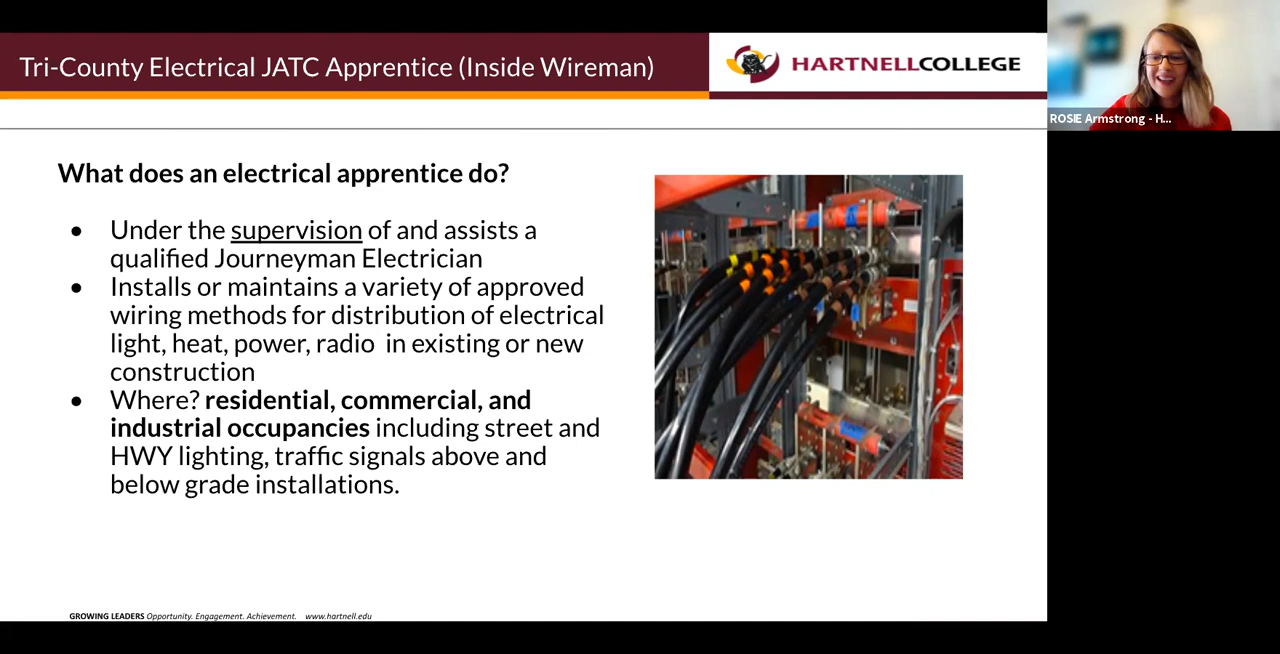 Tri-County Electrical JATC Apprentice (Inside Wireman)
HARTNELLCOLLEGE
ROSIE Armstrong - H...
What does an electrical apprentice do?
● Under the supervision of and assists a
qualified Journeyman Electrician
● Installs or maintains a variety of approved
wiring methods for distribution of electrical
light, heat, power, radio in existing or new
construction
● Where? residential, commercial, and
industrial occupancies including street and
HWY lighting, traffic signals above and
below grade installations.
GROWING LEADERS Opportunity. Engagement. Achievement. www.hartnell.edu